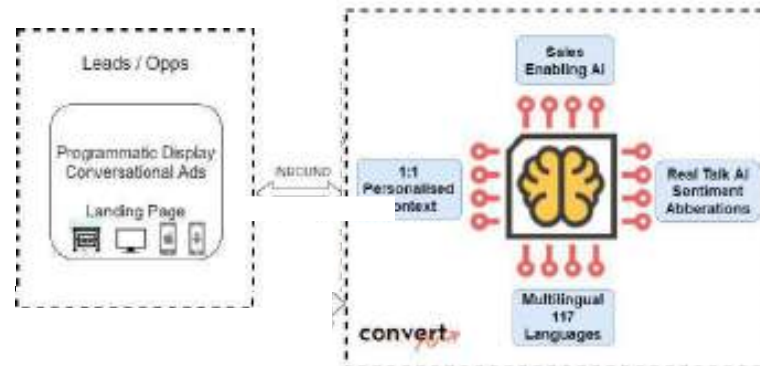 Leads / Opps
Programmatic Display
Conversational Ads
Landing Page
INBOUND
Sales
Enabling AI
1:1
Personalised
ontext
Real Talk AI
Sentiment
Abberations
Multilingual
117
Languages
convert